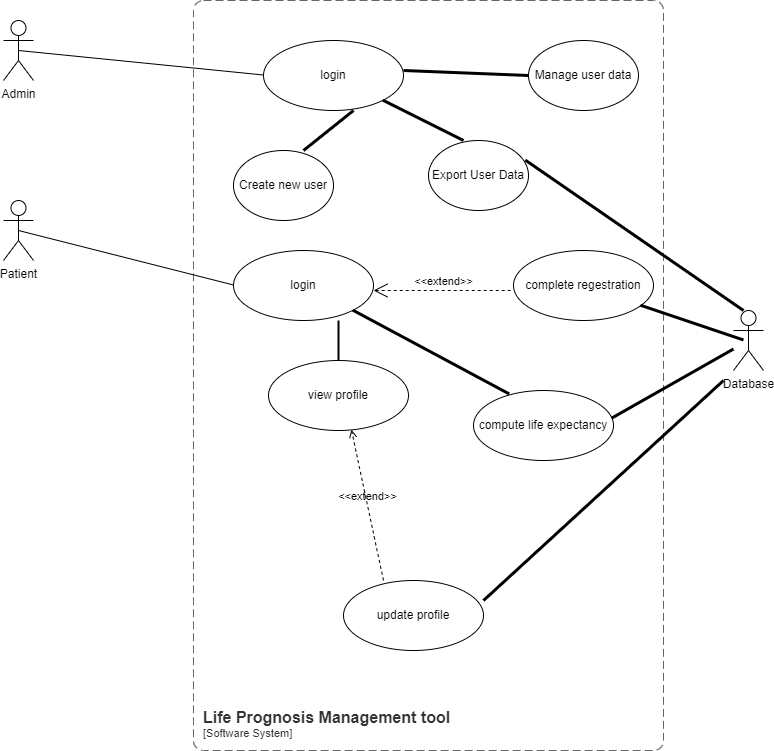 login
Manage user data
Admin
Create new user
Export User Data
Patient
login
<<extend>>
complete regestration
Database
view profile
compute life expectancy
<<extend>>
update profile
Life Prognosis Management tool
[Software System]